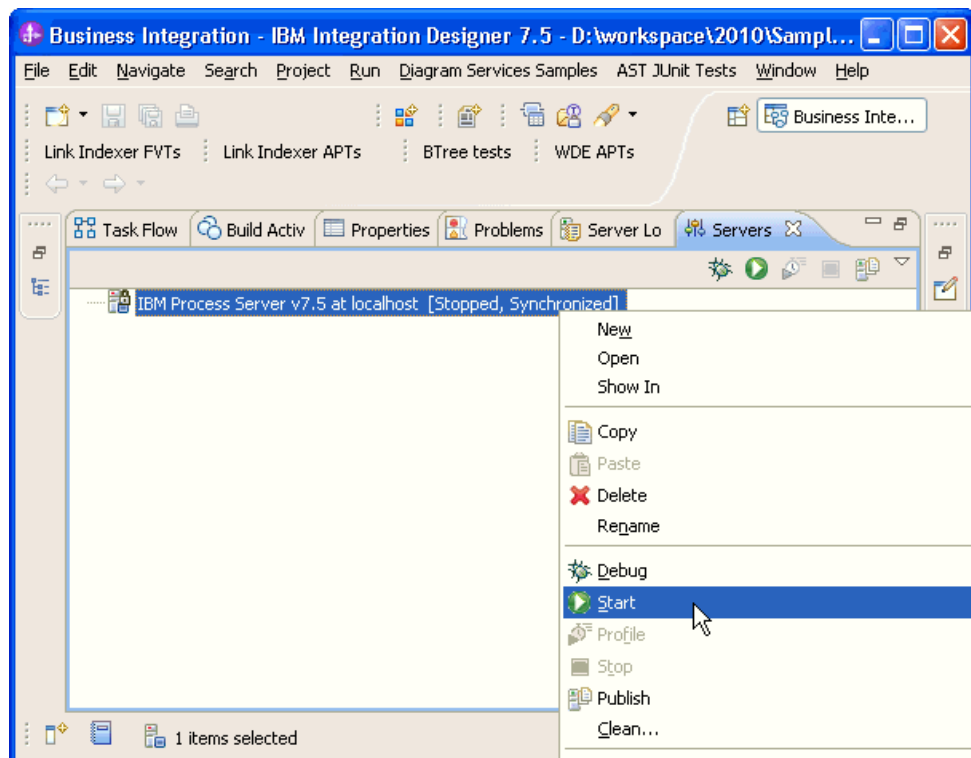 Business Integration - IBM Integration Designer 7.5 - D:\workspace\2010\Sampl...
File Edit Navigate Search Project Run Diagram Services Samples AST JUnit Tests Window Help
Business Inte...
Link Indexer FVTs Link Indexer APTs BTree tests WDE APTs
Task Flow Build Activ Properties Problems Server Lo Servers
IBM Process Server v7.5 at localhost [Stopped, Synchronized]
New
Open
Show In
Copy
Paste
Delete
Rename
Debug
Start
Profile
Stop
Publish
Clean...
1 items selected